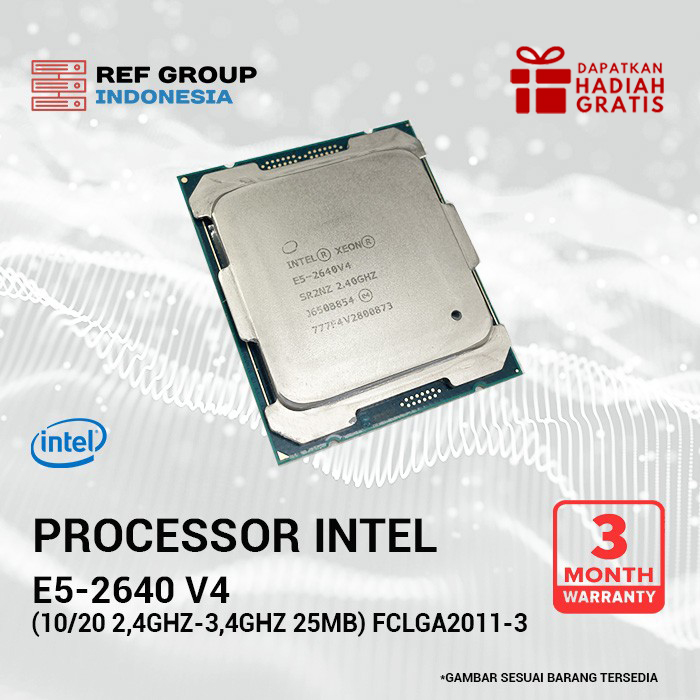 REF GROUP
INDONESIA
DAPATKAN
HADIAH
GRATIS
INTEL® XEON®
E5-2640V4
SR2NZ 2.40GHZ
J650B854 Ⓜ
777F4V2800873
intel
PROCESSOR INTEL
E5-2640 V4
(10/20 2,4GHZ-3,4GHZ 25MB) FCLGA2011-3
3
MONTH
WARRANTY
*GAMBAR SESUAI BARANG TERSEDIA